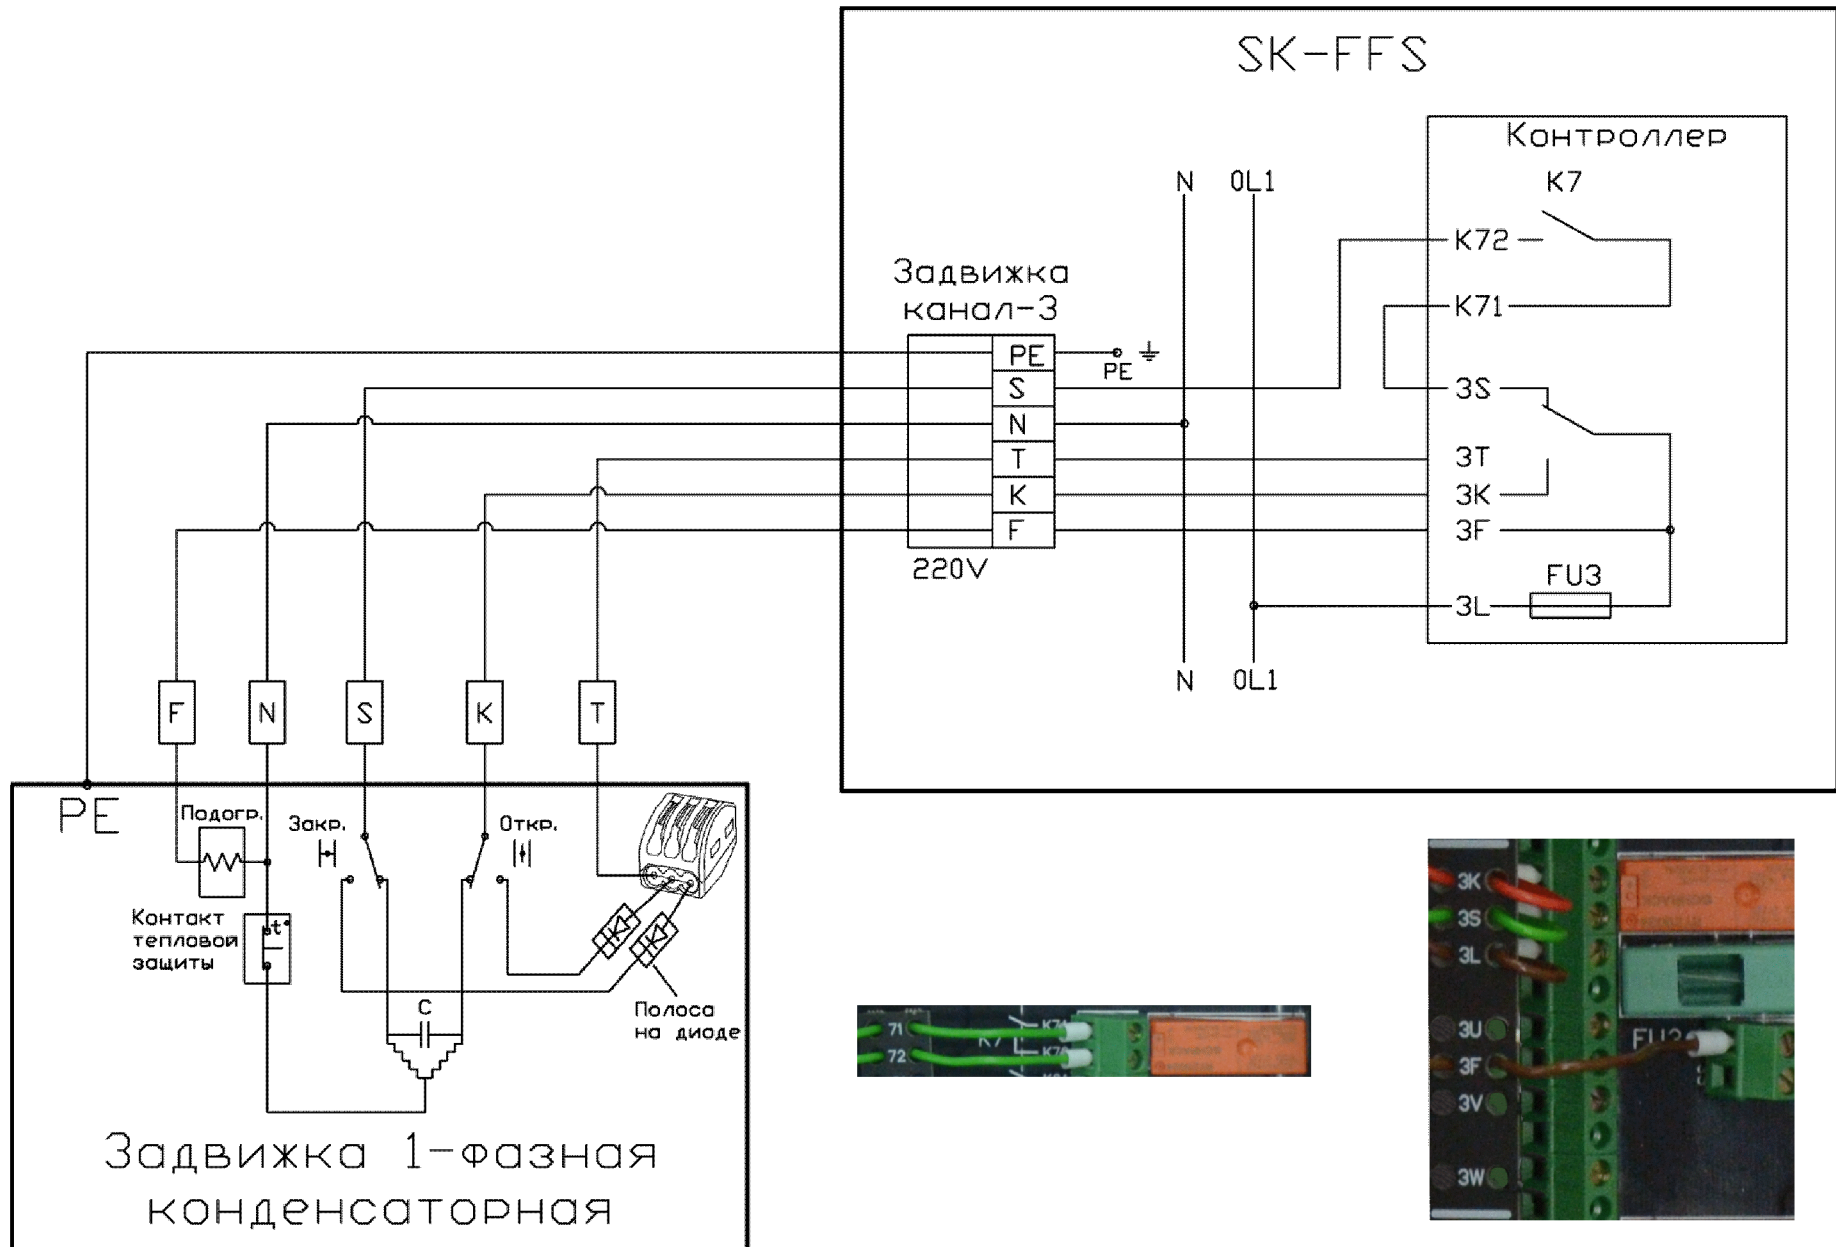 SK-FFS
Контроллер
K7
N
0L1
K72
K71
Задвижка
канал-3
PE
PE
S
3S
N
T
3T
K
3K
F
3F
220V
FU3
3L
N
0L1
F
N
S
K
T
PE
Подогр.
Закр.
Откр.
Контакт
тепловой
защиты
t°
C
Полоса
на диоде
Задвижка 1-фазная
конденсаторная
71
K71
K7
72
3K
3S
3L
3U
FU3
3F
3V
3W